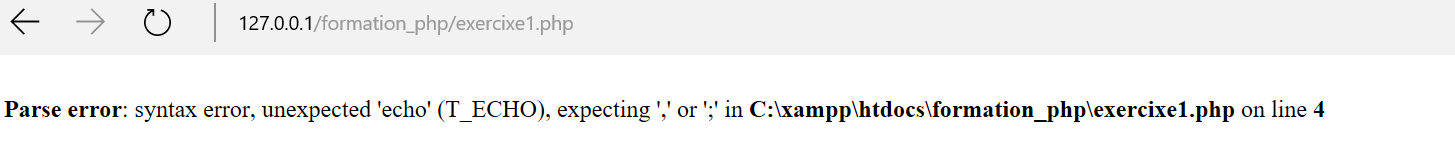 127.0.0.1/formation_php/exercixe1.php
Parse error: syntax error, unexpected 'echo' (T_ECHO), expecting ',' or ';' in C:\xampp\htdocs\formation_php\exercixe1.php on line 4